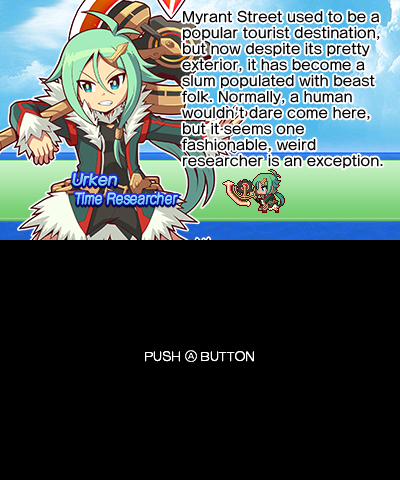 Myrant Street used to be a
popular tourist destination,
but now despite its pretty
exterior, it has become a
slum populated with beast
folk. Normally, a human
wouldn't dare come here,
but it seems one
fashionable, weird
researcher is an exception.
Urken
Time Researcher
PUSH Ⓐ BUTTON